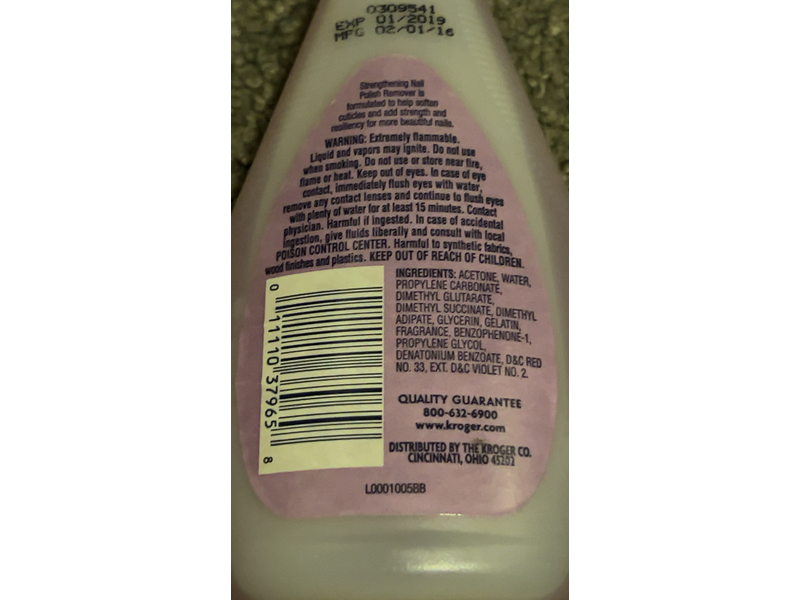 0309541
EXP 01/2019
MFG 02/01/16
Strengthening Nail
Polish Remover is
formulated to help soften
cuticles and add strength and
resiliency for more beautiful nails.
WARNING: Extremely flammable.
Liquid and vapors may ignite. Do not use
when smoking. Do not use or store near fire,
flame or heat. Keep out of eyes. In case of eye
contact, immediately flush eyes with water,
remove any contact lenses and continue to flush eyes
with plenty of water for at least 15 minutes. Contact
physician. Harmful if ingested. In case of accidental
ingestion, give fluids liberally and consult with local
POISON CONTROL CENTER. Harmful to synthetic fabrics,
wood finishes and plastics. KEEP OUT OF REACH OF CHILDREN.
INGREDIENTS: ACETONE, WATER,
PROPYLENE CARBONATE,
DIMETHYL GLUTARATE,
DIMETHYL SUCCINATE, DIMETHYL
ADIPATE, GLYCERIN, GELATIN,
FRAGRANCE, BENZOPHENONE-1,
PROPYLENE GLYCOL,
DENATONIUM BENZOATE, D&C RED
NO. 33, EXT. D&C VIOLET NO. 2.
0 11110 37965 8
QUALITY GUARANTEE
800-632-6900
www.kroger.com
DISTRIBUTED BY THE KROGER CO.
CINCINNATI, OHIO 45202
L0001005BB